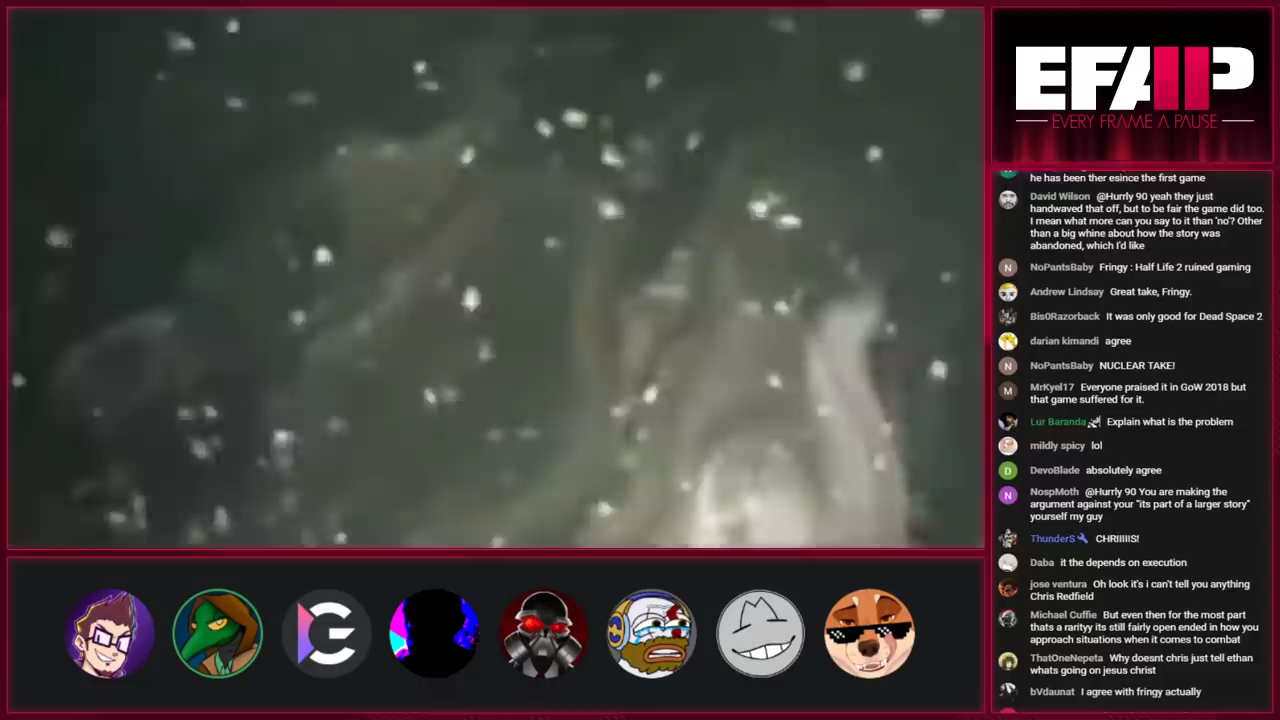 EFAP
EVERY FRAME A PAUSE
he has been ther esince the first game
David Wilson @Hurrly 90 yeah they just
handwaved that off, but to be fair the game did too.
I mean what more can you say to it than 'no'? Other
than a big whine about how the story was
abandoned, which I'd like
N NoPantsBaby Fringy : Half Life 2 ruined gaming
Andrew Lindsay Great take, Fringy.
Bis0Razorback It was only good for Dead Space 2
darian kimandi agree
N NoPantsBaby NUCLEAR TAKE!
M MrKyel17 Everyone praised it in GoW 2018 but
that game suffered for it.
Lur Baranda Explain what is the problem
mildly spicy lol
D DevoBlade absolutely agree
N NospMoth @Hurrly 90 You are making the
argument against your "its part of a larger story"
yourself my guy
ThunderS CHRIIIIIS!
Daba it the depends on execution
jose ventura Oh look it's i can't tell you anything
Chris Redfield
Michael Cuffie But even then for the most part
thats a rarityy its still fairly open ended in how you
approach situations when it comes to combat
ThatOneNepeta Why doesnt chris just tell ethan
whats going on jesus christ
bVdaunat I agree with fringy actually